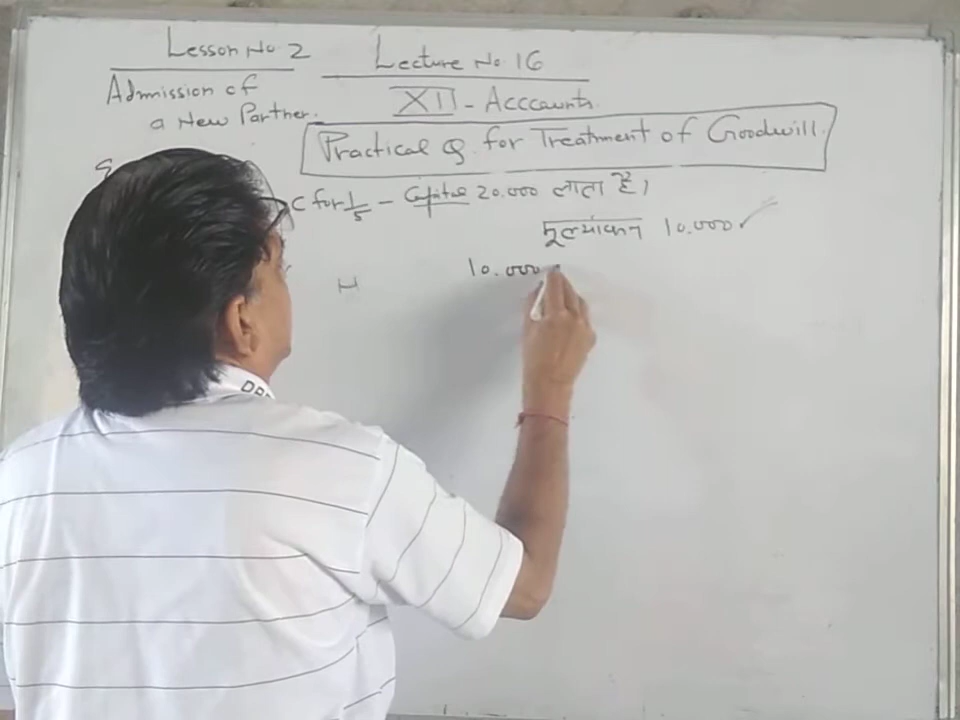 Lesson No 2
Lecture No 16
Admission of
a New Partner.
XII - Acccaunts.
Practical Q. for Treatment of Goodwill.
C for 1/5 - Capital 20.000 लाता है।
मूल्यांकन 10.000 ✓
H 10.000